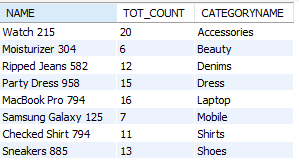 NAME TOT_COUNT CATEGORYNAME
Watch 215 20 Accessories
Moisturizer 304 6 Beauty
Ripped Jeans 582 12 Denims
Party Dress 958 15 Dress
MacBook Pro 794 16 Laptop
Samsung Galaxy 125 7 Mobile
Checked Shirt 794 11 Shirts
Sneakers 885 13 Shoes